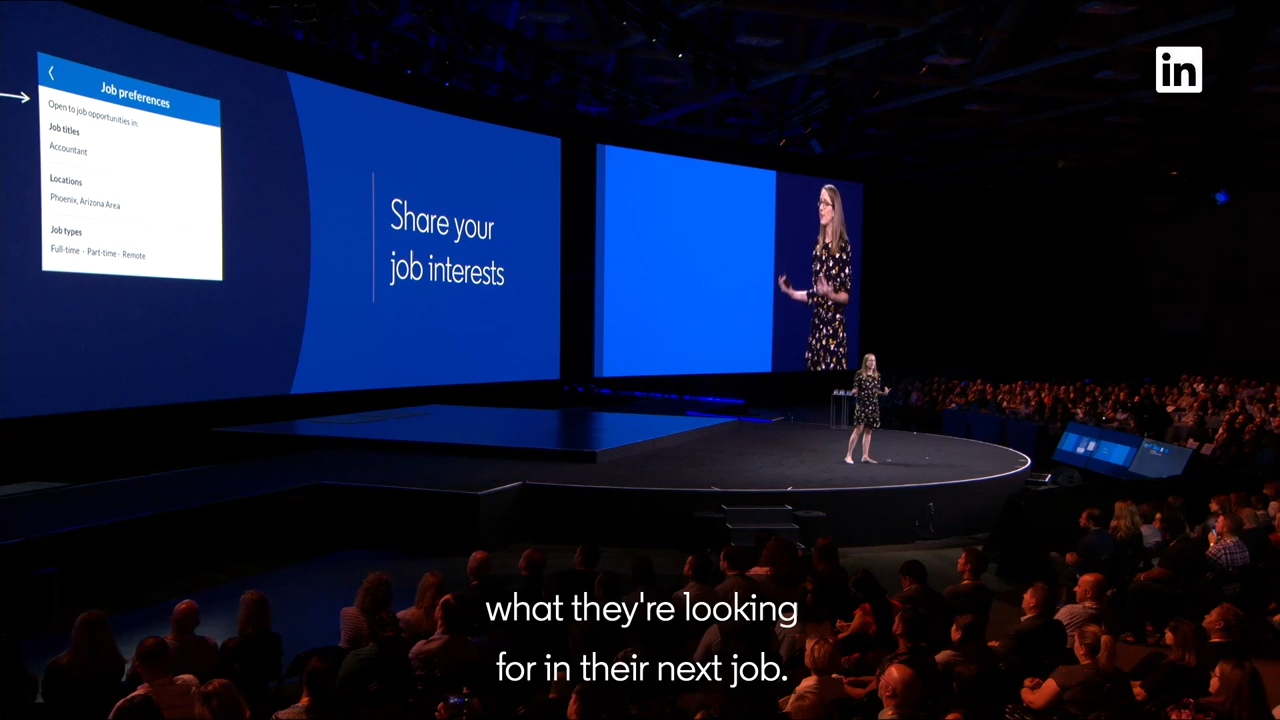 in
Job preferences
Open to job opportunities in:
Job titles
Accountant
Locations
Phoenix, Arizona Area
Job types
Full-time · Part-time · Remote
Share your
job interests
what they're looking
for in their next job.